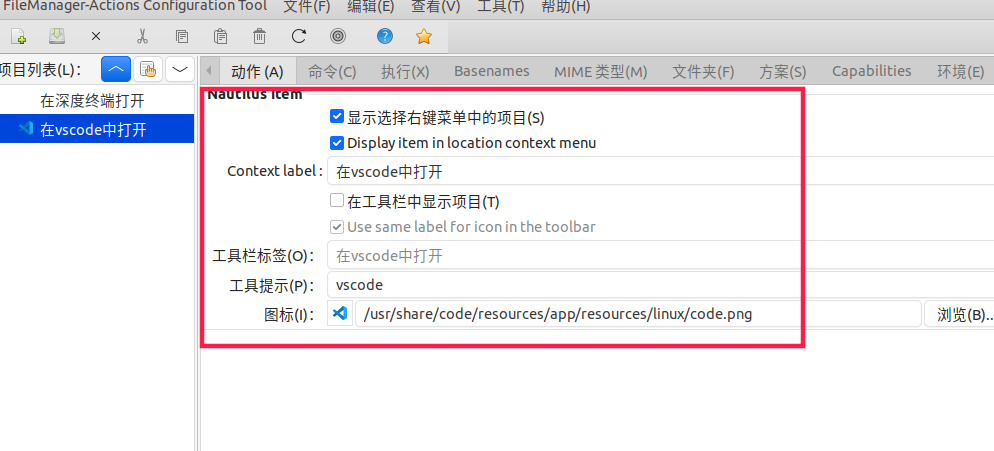 FileManager-Actions Configuration Tool 文件(F) 编辑(E) 查看(V) 工具(T) 帮助(H)
项目列表(L)： 动作 (A) 命令(C) 执行(X) Basenames MIME 类型(M) 文件夹(F) 方案(S) Capabilities 环境(E)
在深度终端打开
在vscode中打开
Nautilus Item
显示选择右键菜单中的项目(S)
Display item in location context menu
Context label : 在vscode中打开
在工具栏中显示项目(T)
Use same label for icon in the toolbar
工具栏标签(O)： 在vscode中打开
工具提示(P)： vscode
图标(I)： /usr/share/code/resources/app/resources/linux/code.png 浏览(B)...